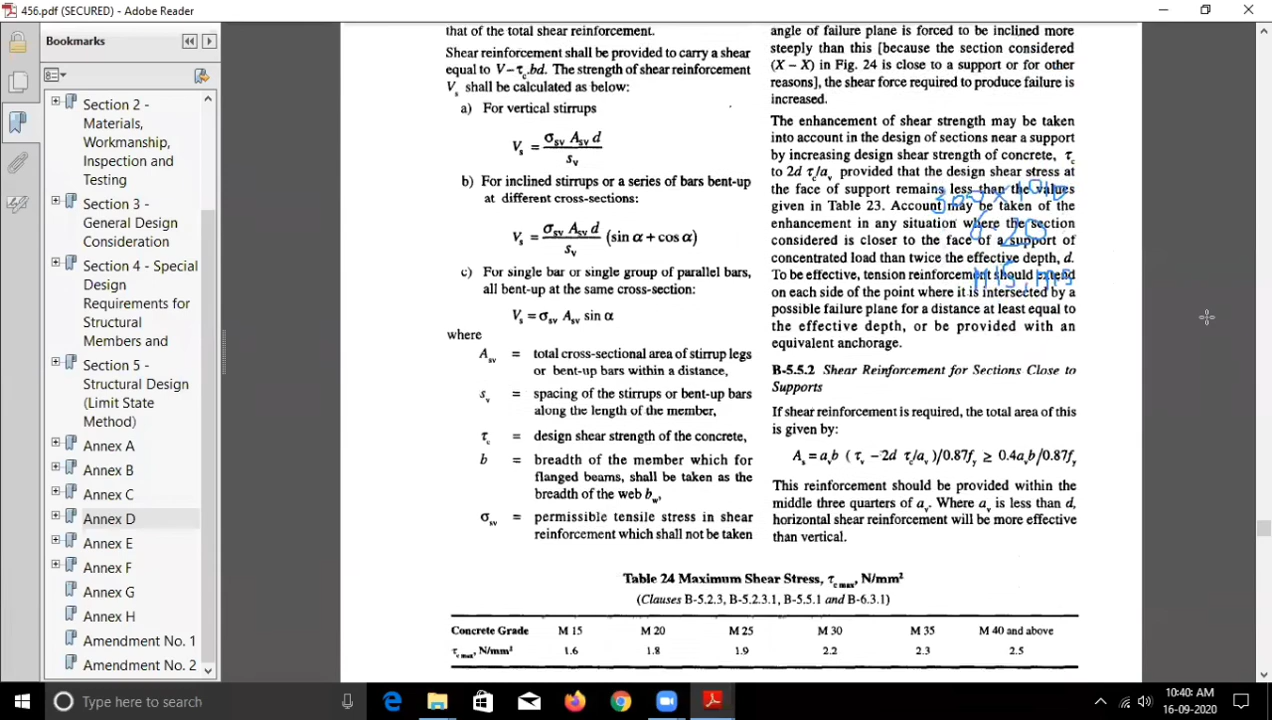 456.pdf (SECURED) - Adobe Reader
Bookmarks
Section 2 -
Materials,
Workmanship,
Inspection and
Testing
Section 3 -
General Design
Consideration
Section 4 - Special
Design
Requirements for
Structural
Members and
Section 5 -
Structural Design
(Limit State
Method)
Annex A
Annex B
Annex C
Annex D
Annex E
Annex F
Annex G
Annex H
Amendment No. 1
Amendment No. 2
that of the total shear reinforcement.
Shear reinforcement shall be provided to carry a shear
equal to V–τc.bd. The strength of shear reinforcement
Vs shall be calculated as below:
a) For vertical stirrups
Vs = σsv Asv d / sv
b) For inclined stirrups or a series of bars bent-up
at different cross-sections:
Vs = σsv Asv d / sv (sin α + cos α)
c) For single bar or single group of parallel bars,
all bent-up at the same cross-section:
Vs = σsv Asv sin α
where
Asv = total cross-sectional area of stirrup legs
or bent-up bars within a distance,
sv = spacing of the stirrups or bent-up bars
along the length of the member,
τc = design shear strength of the concrete,
b = breadth of the member which for
flanged beams, shall be taken as the
breadth of the web bw,
σsv = permissible tensile stress in shear
reinforcement which shall not be taken
angle of failure plane is forced to be inclined more
steeply than this [because the section considered
(X – X) in Fig. 24 is close to a support or for other
reasons], the shear force required to produce failure is
increased.
The enhancement of shear strength may be taken
into account in the design of sections near a support
by increasing design shear strength of concrete, τc
to 2d τc/av provided that the design shear stress at
the face of support remains less than the values
given in Table 23. Account may be taken of the
enhancement in any situation where the section
considered is closer to the face of a support of
concentrated load than twice the effective depth, d.
To be effective, tension reinforcement should extend
on each side of the point where it is intersected by a
possible failure plane for a distance at least equal to
the effective depth, or be provided with an
equivalent anchorage.
B-5.5.2 Shear Reinforcement for Sections Close to
Supports
If shear reinforcement is required, the total area of this
is given by:
As = avb (τv – 2d τc/av)/0.87fy ≥ 0.4avb/0.87fy
This reinforcement should be provided within the
middle three quarters of av. Where av is less than d,
horizontal shear reinforcement will be more effective
than vertical.
Table 24 Maximum Shear Stress, τc max, N/mm²
(Clauses B-5.2.3, B-5.2.3.1, B-5.5.1 and B-6.3.1)
Concrete Grade M 15 M 20 M 25 M 30 M 35 M 40 and above
τc max, N/mm² 1.6 1.8 1.9 2.2 2.3 2.5
Type here to search
10:40: AM
16-09-2020